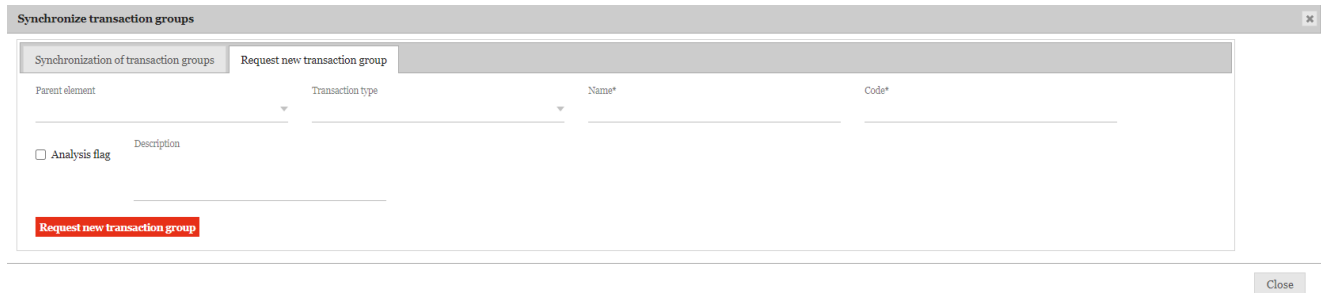 Synchronize transaction groups
Synchronization of transaction groups
Request new transaction group
Parent element
Transaction type
Name*
Code*
Analysis flag
Description
Request new transaction group
Close